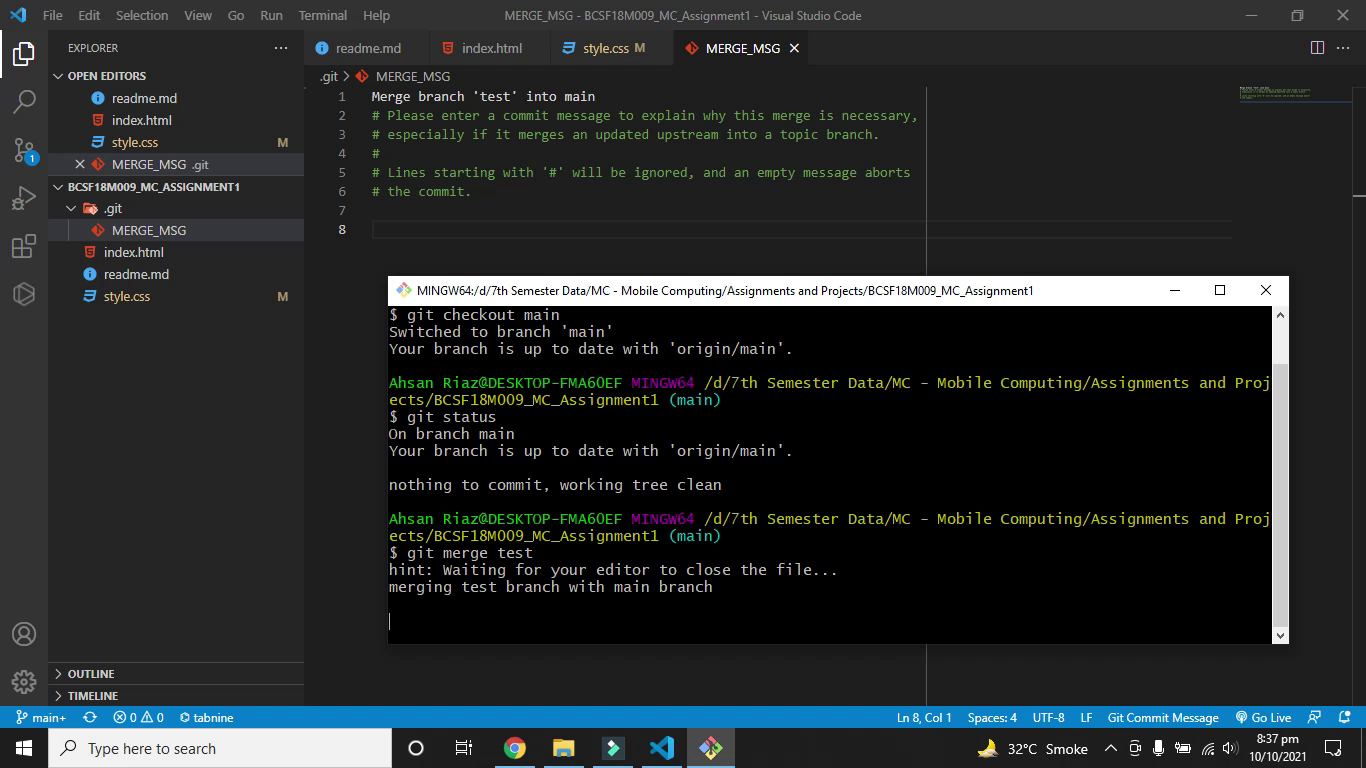 File Edit Selection View Go Run Terminal Help MERGE_MSG - BCSF18M009_MC_Assignment1 - Visual Studio Code
EXPLORER
OPEN EDITORS
readme.md
index.html
style.css M
MERGE_MSG .git
BCSF18M009_MC_ASSIGNMENT1
.git
MERGE_MSG
index.html
readme.md
style.css M
OUTLINE
TIMELINE
1
readme.md index.html style.css M MERGE_MSG
.git MERGE_MSG
1 Merge branch 'test' into main
2 # Please enter a commit message to explain why this merge is necessary,
3 # especially if it merges an updated upstream into a topic branch.
4 #
5 # Lines starting with '#' will be ignored, and an empty message aborts
6 # the commit.
7
8
MINGW64:/d/7th Semester Data/MC - Mobile Computing/Assignments and Projects/BCSF18M009_MC_Assignment1
$ git checkout main
Switched to branch 'main'
Your branch is up to date with 'origin/main'.
Ahsan Riaz@DESKTOP-FMA6OEF MINGW64 /d/7th Semester Data/MC - Mobile Computing/Assignments and Proj
ects/BCSF18M009_MC_Assignment1 (main)
$ git status
On branch main
Your branch is up to date with 'origin/main'.
nothing to commit, working tree clean
Ahsan Riaz@DESKTOP-FMA6OEF MINGW64 /d/7th Semester Data/MC - Mobile Computing/Assignments and Proj
ects/BCSF18M009_MC_Assignment1 (main)
$ git merge test
hint: Waiting for your editor to close the file...
merging test branch with main branch
main+ 0 0 tabnine Ln 8, Col 1 Spaces: 4 UTF-8 LF Git Commit Message Go Live
Type here to search 32°C Smoke 8:37 pm
10/10/2021